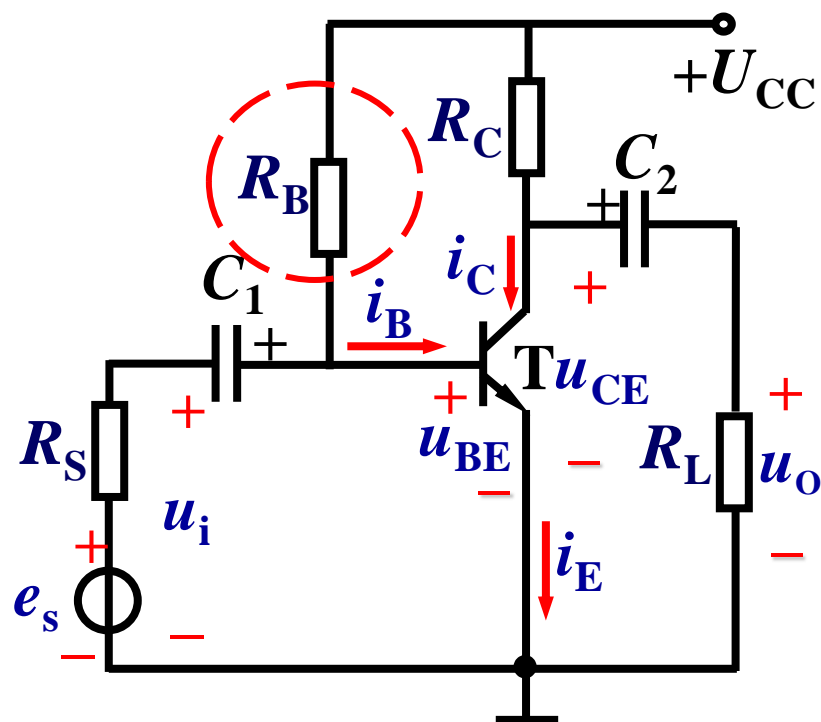 +U_CC
R_C
C_2
+
R_B
i_C
+
C_1
i_B
+
T
u_CE
+
+
+
R_S
u_BE
−
−
R_L
u_O
u_i
+
i_E
−
e_s
−
−